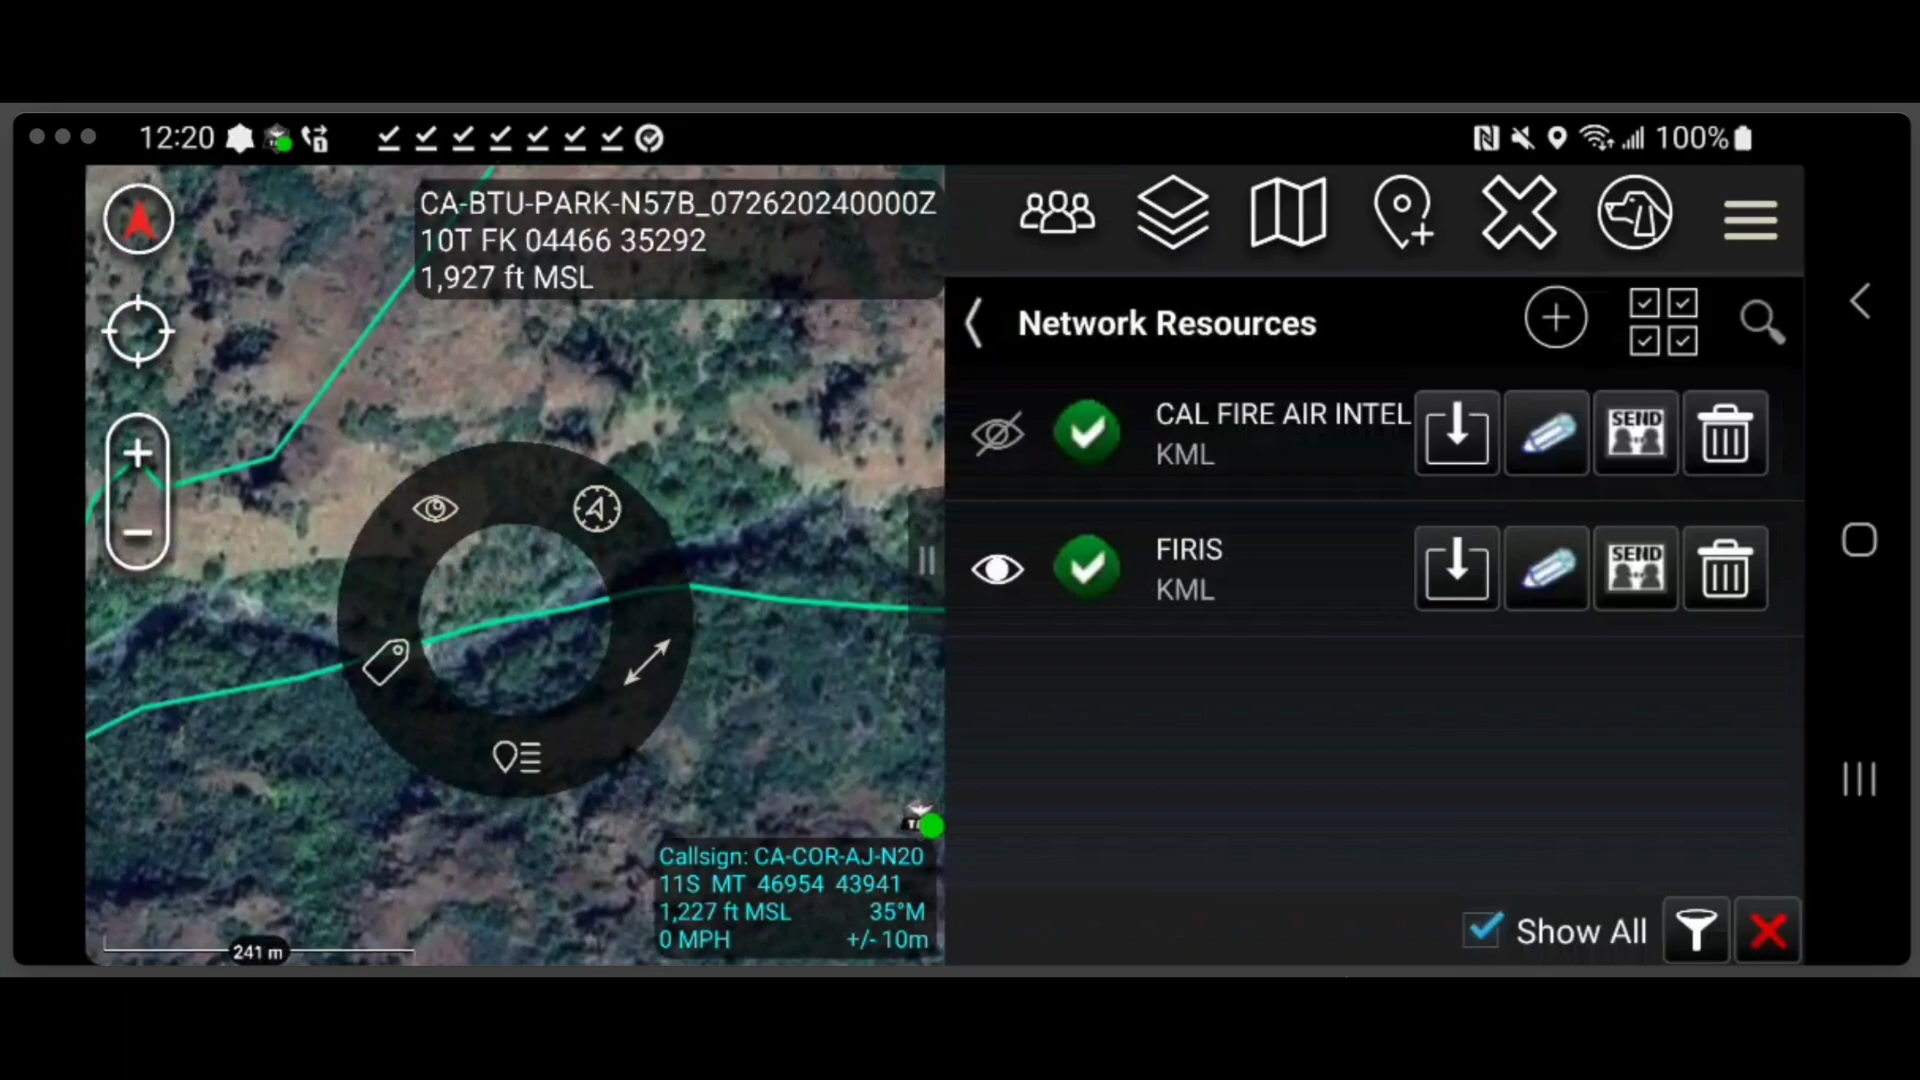 12:20
100%
CA-BTU-PARK-N57B_072620240000Z
10T FK 04466 35292
1,927 ft MSL
Network Resources
CAL FIRE AIR INTEL
KML
SEND
FIRIS
KML
SEND
Callsign: CA-COR-AJ-N20
11S MT 46954 43941
1,227 ft MSL 35°M
0 MPH +/- 10m
241 m
Show All